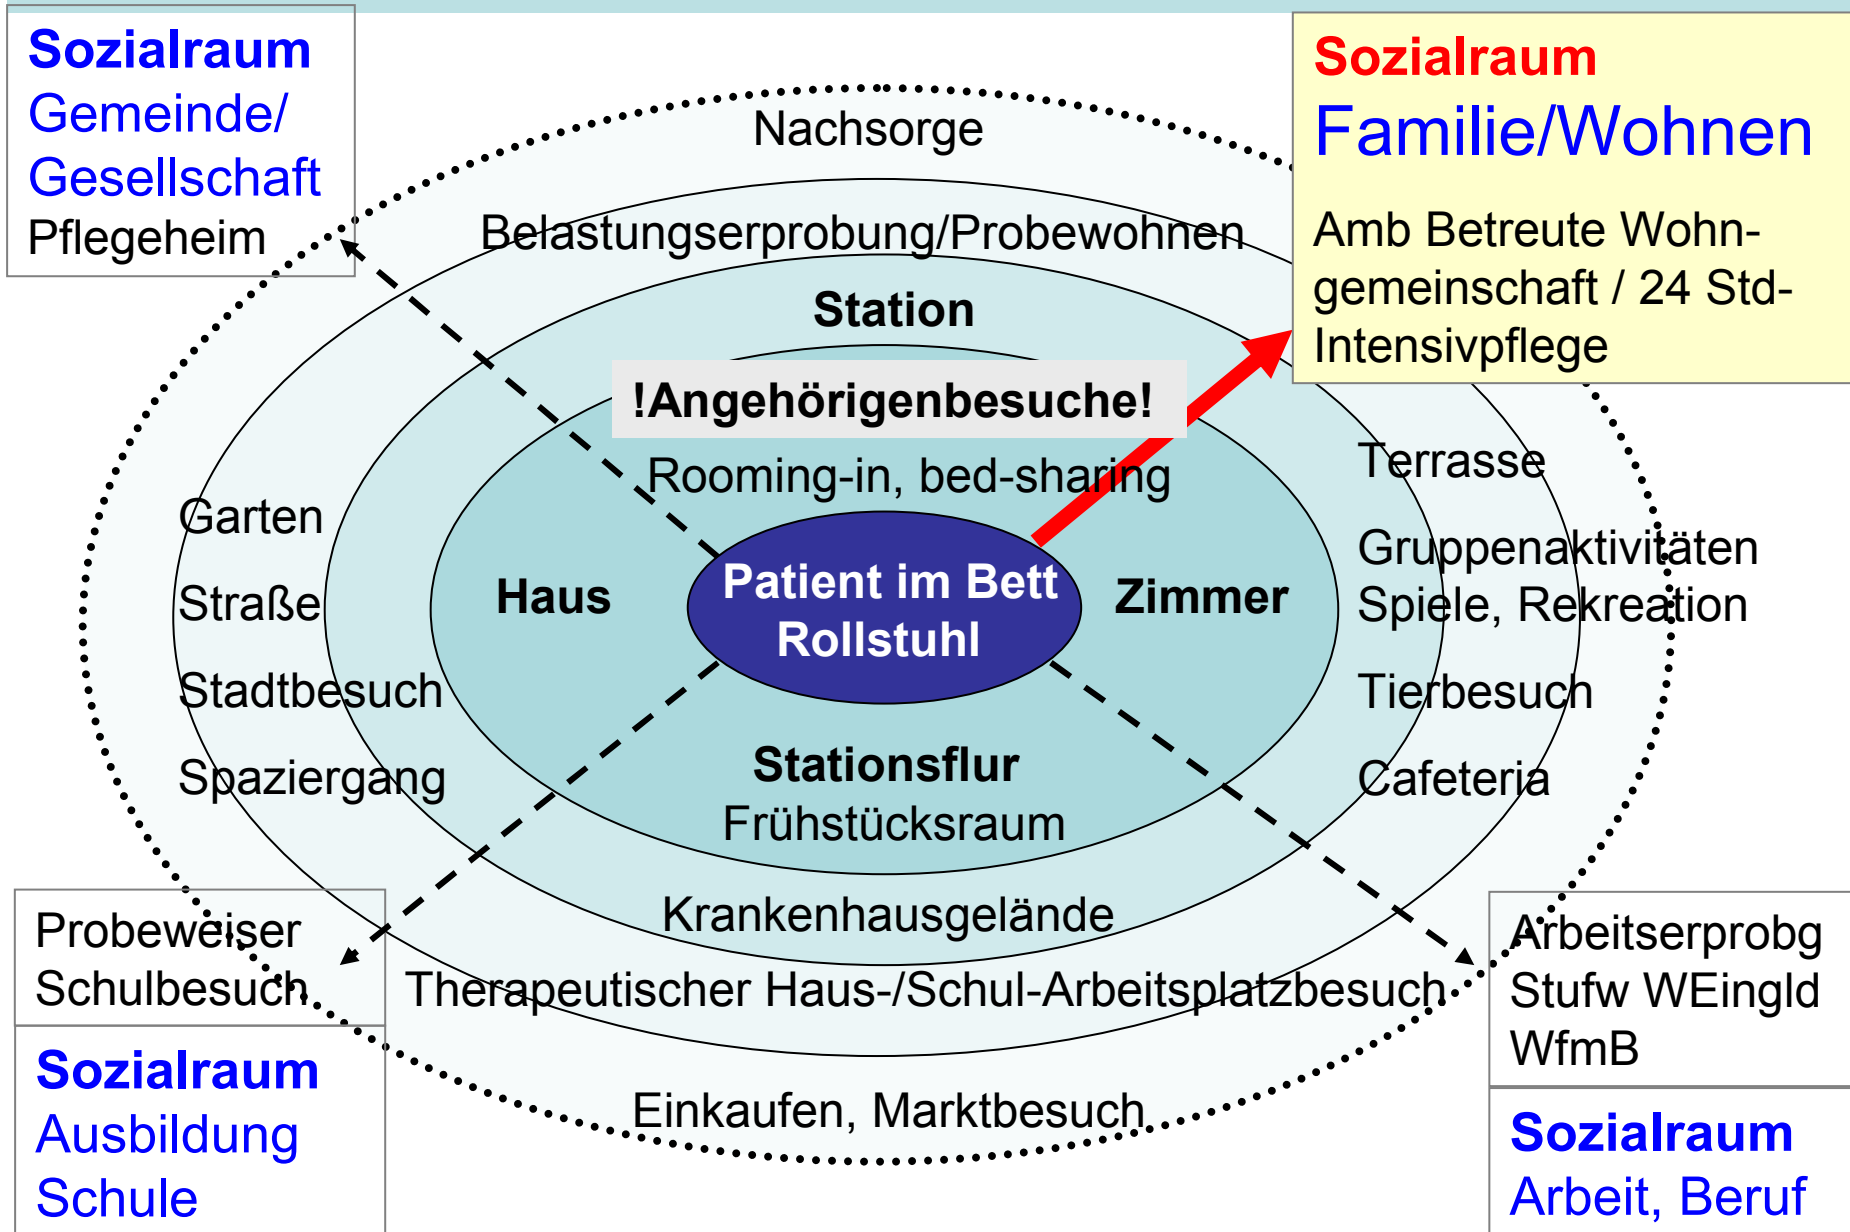 Sozialraum
Gemeinde/
Gesellschaft
Pflegeheim
Sozialraum
Familie/Wohnen
Amb Betreute Wohn-
gemeinschaft / 24 Std-
Intensivpflege
Nachsorge
Belastungserprobung/Probewohnen
Station
!Angehörigenbesuche!
Rooming-in, bed-sharing
Garten
Straße
Stadtbesuch
Spaziergang
Haus
Patient im Bett
Rollstuhl
Zimmer
Terrasse
Gruppenaktivitäten
Spiele, Rekreation
Tierbesuch
Cafeteria
Stationsflur
Frühstücksraum
Krankenhausgelände
Therapeutischer Haus-/Schul-Arbeitsplatzbesuch
Einkaufen, Marktbesuch
Probeweiser
Schulbesuch
Sozialraum
Ausbildung
Schule
Arbeitserprobg
Stufw WEingld
WfmB
Sozialraum
Arbeit, Beruf